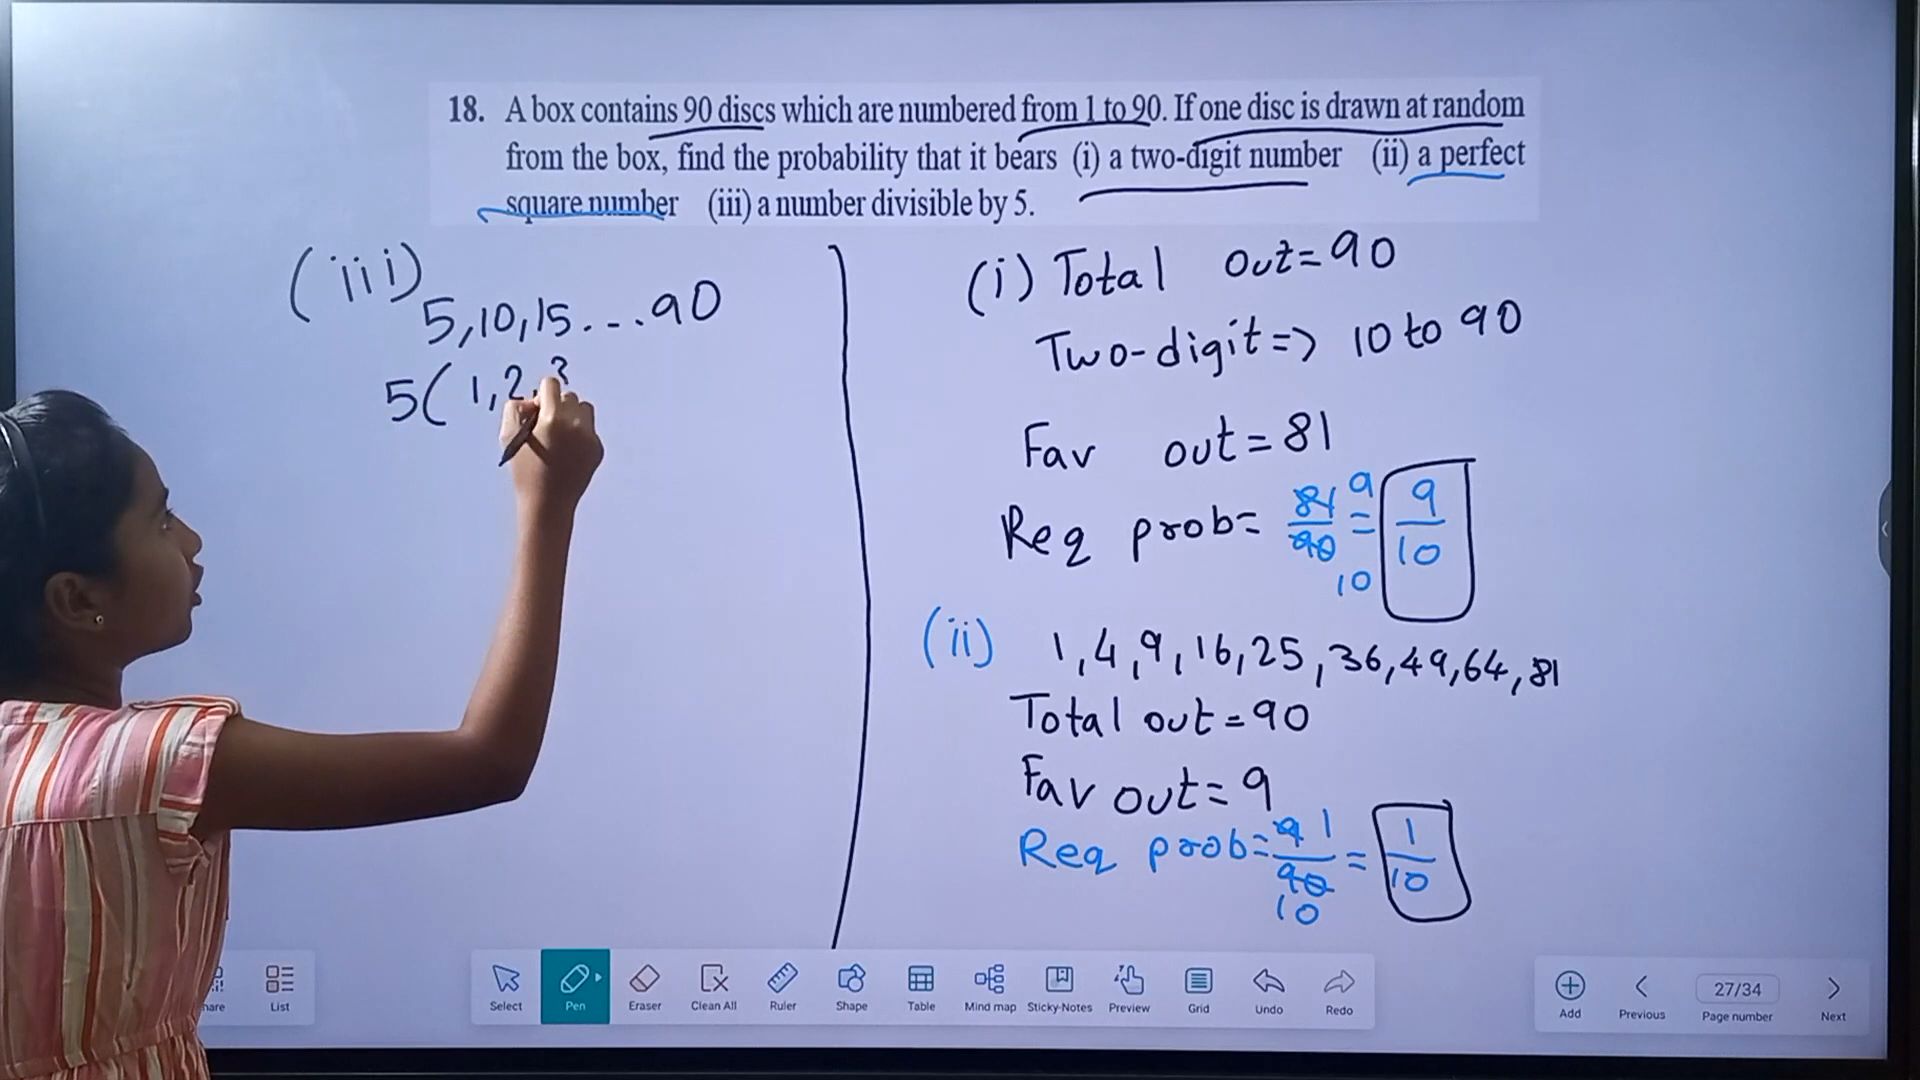 18. A box contains 90 discs which are numbered from 1 to 90. If one disc is drawn at random
from the box, find the probability that it bears (i) a two-digit number (ii) a perfect
square number (iii) a number divisible by 5.
(iii)
5,10,15...90
5( 1,2,3
(i) Total out=90
Two-digit=> 10 to 90
Fav out=81
Req prob= 81/90 = 9/10
9
10
(ii) 1,4,9,16,25,36,49,64,81
Total out=90
Fav out=9
Req prob=9/90 = 1/10
1
10
List
Select
Pen
Eraser
Clean All
Ruler
Shape
Table
Mind map
Sticky-Notes
Preview
Grid
Undo
Redo
Add
Previous
27/34
Page number
Next